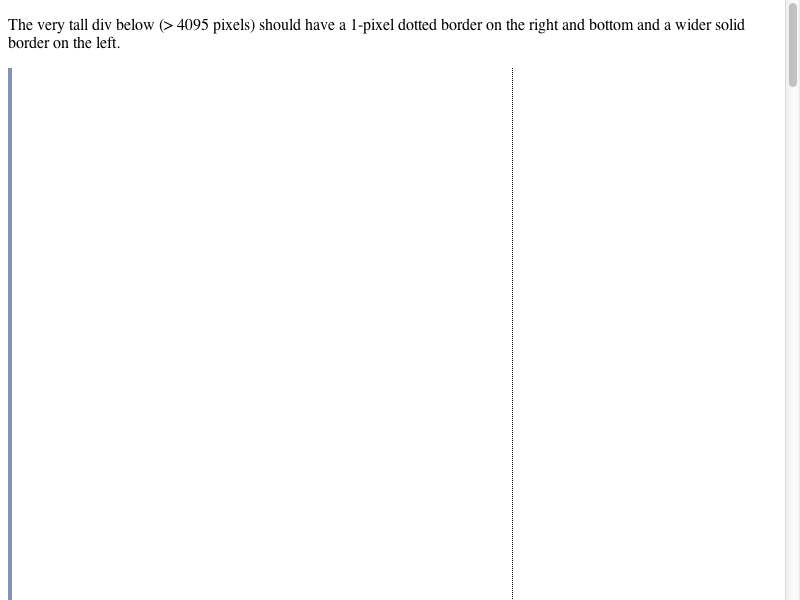 The very tall div below (> 4095 pixels) should have a 1-pixel dotted border on the right and bottom and a wider solid
border on the left.